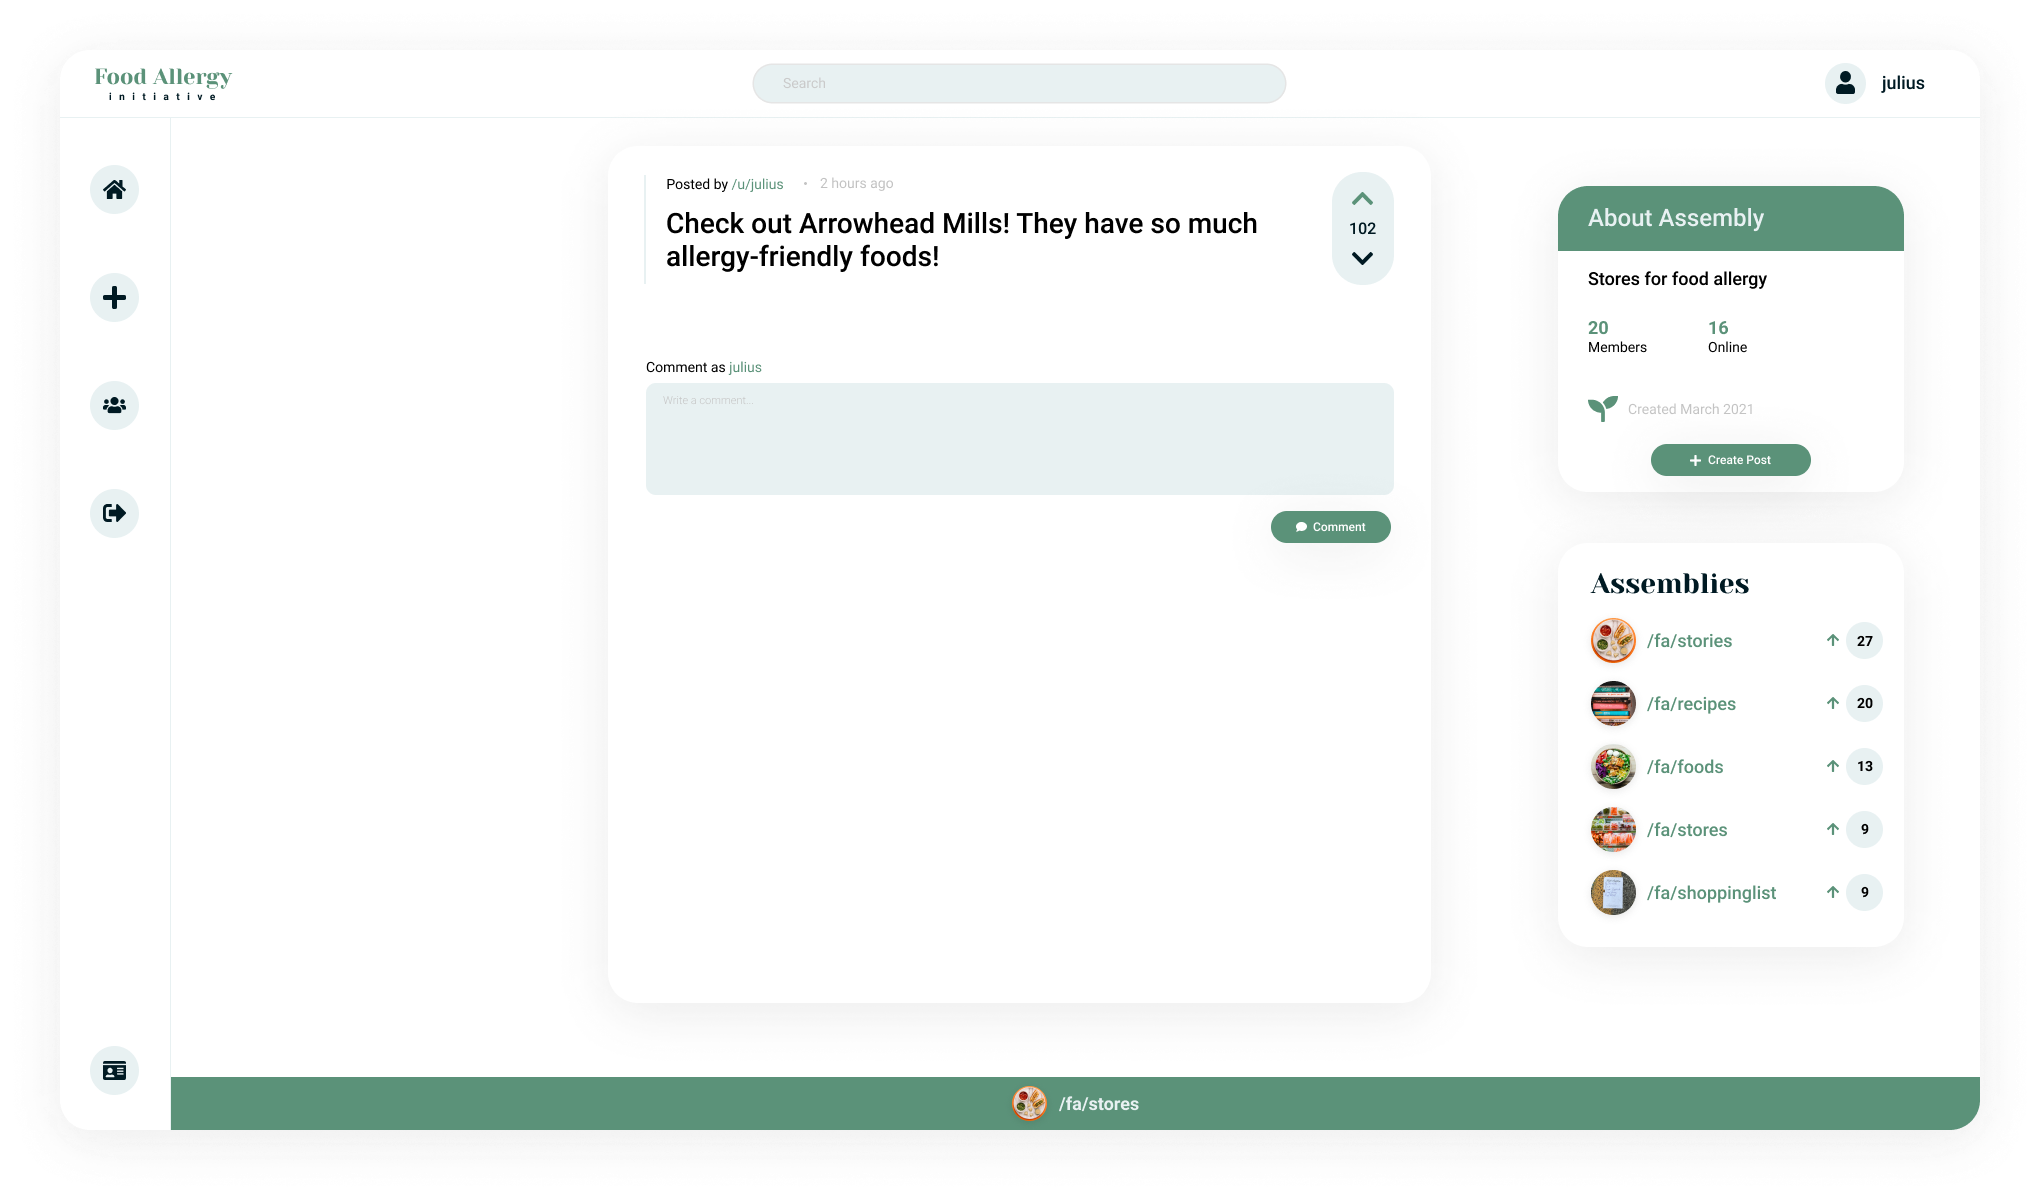 Food Allergy
initiative
Search
julius
Posted by /u/julius • 2 hours ago
Check out Arrowhead Mills! They have so much
allergy-friendly foods!
102
Comment as julius
Write a comment...
Comment
About Assembly
Stores for food allergy
20 16
Members Online
Created March 2021
Create Post
Assemblies
/fa/stories 27
/fa/recipes 20
/fa/foods 13
/fa/stores 9
/fa/shoppinglist 9
/fa/stores